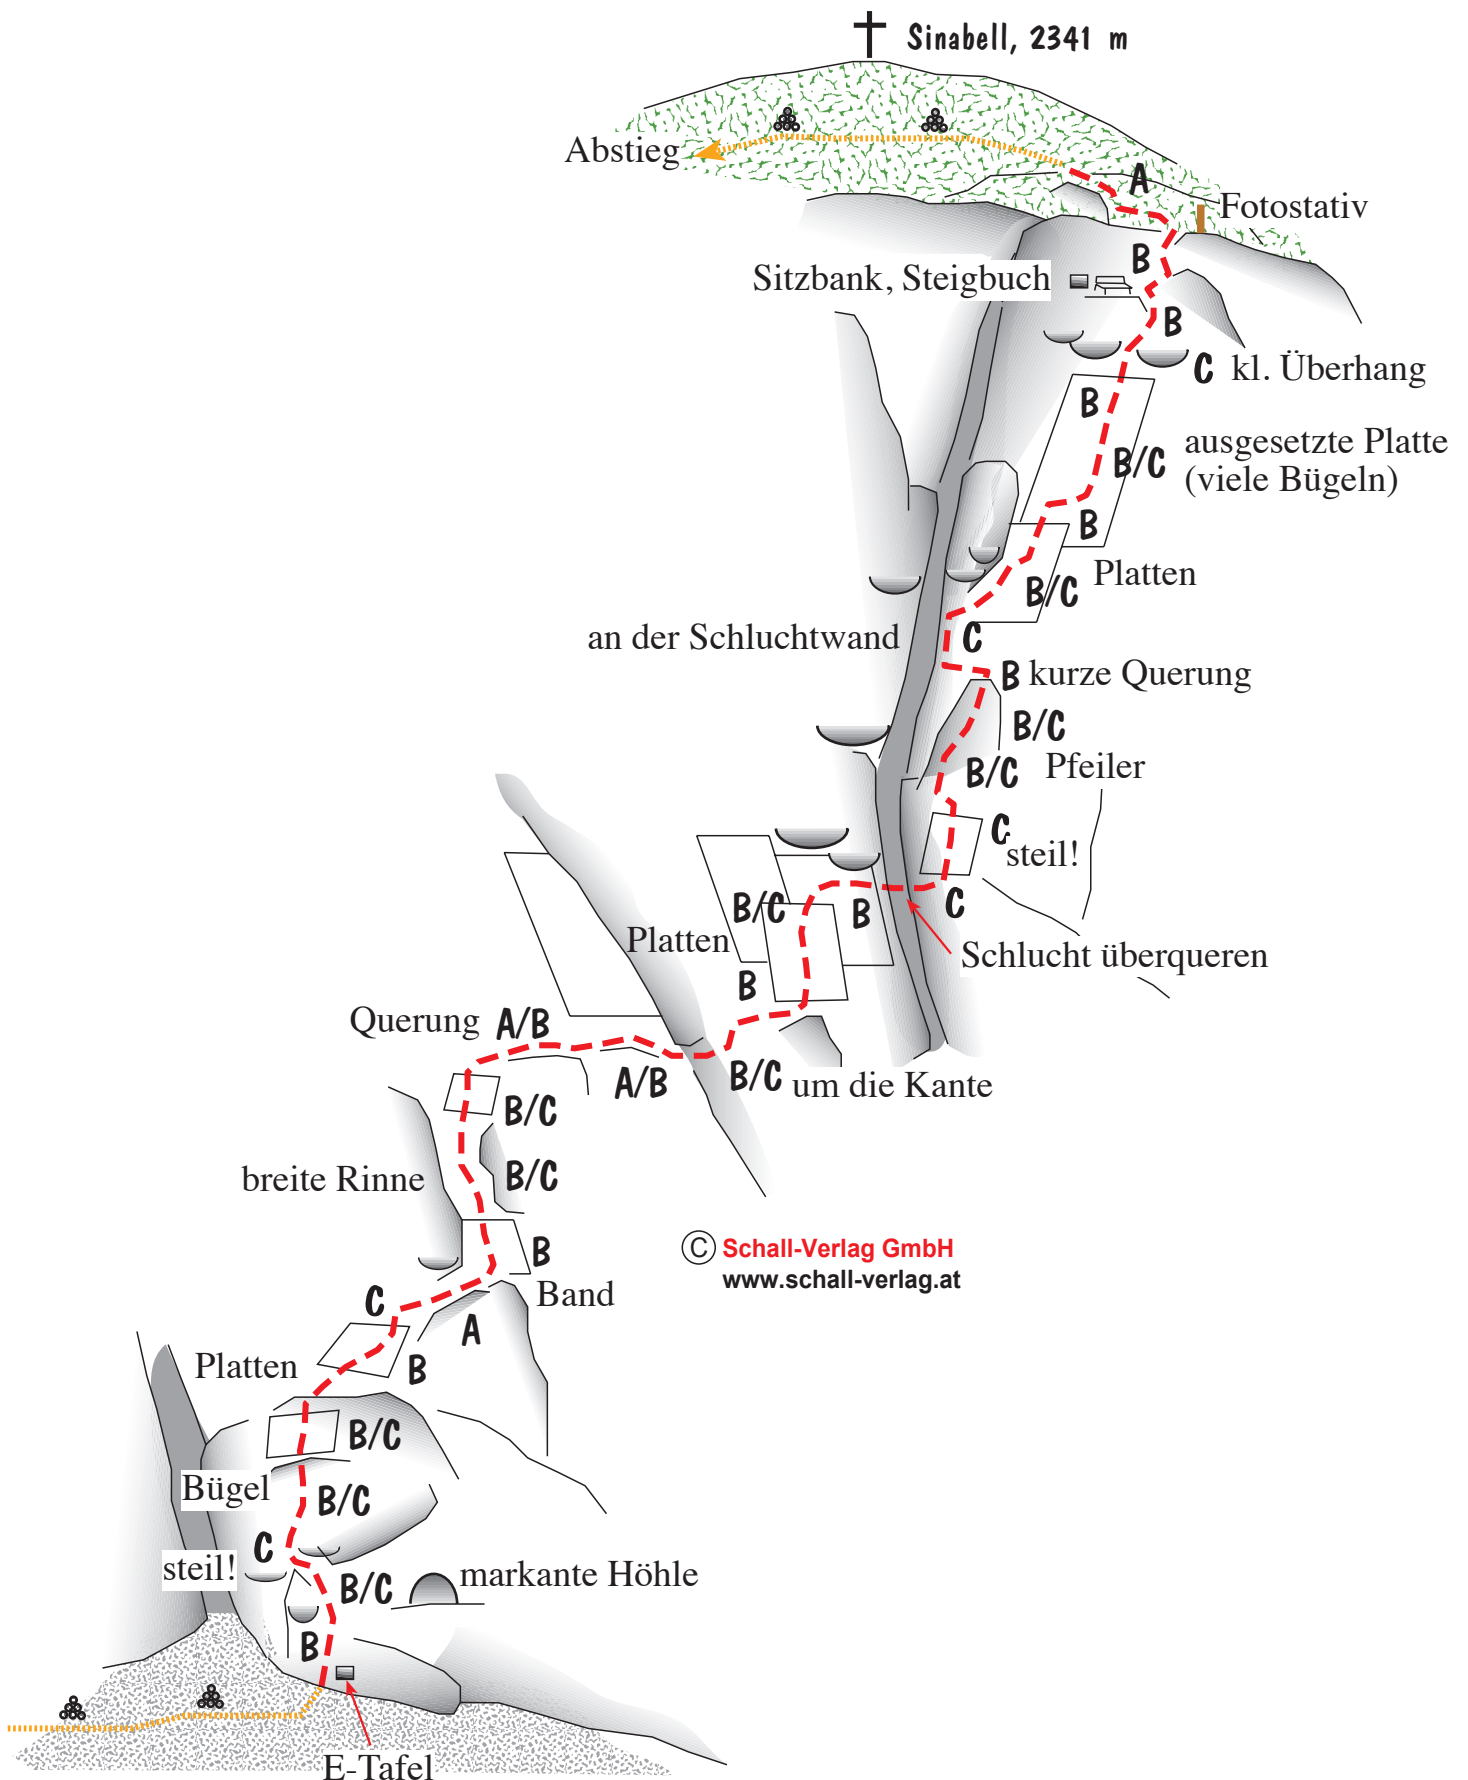 Sinabell, 2341 m
Abstieg
A
Fotostativ
B
Sitzbank, Steigbuch
B
C kl. Überhang
B
ausgesetzte Platte
B/C
(viele Bügeln)
B
Platten
B/C
an der Schluchtwand
C
B kurze Querung
B/C
B/C Pfeiler
C
steil!
B/C
B
C
Platten
Schlucht überqueren
B
Querung A/B
A/B
B/C um die Kante
B/C
breite Rinne
B/C
B
C Schall-Verlag GmbH
www.schall-verlag.at
Band
C
A
Platten
B
B/C
Bügel
B/C
C
steil!
B/C
markante Höhle
B
E-Tafel